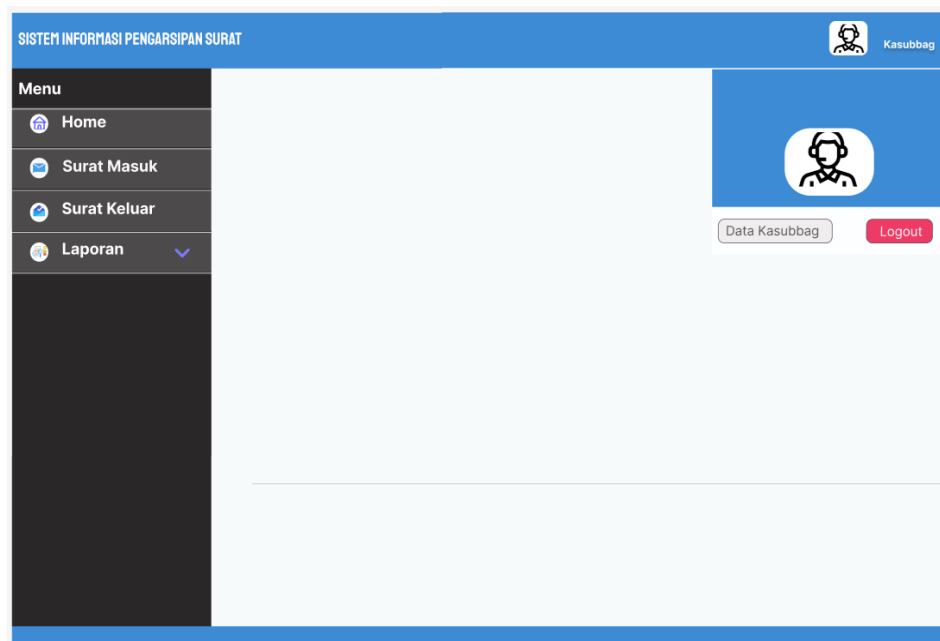 SISTEM INFORMASI PENGARSIPAN SURAT
Kasubbag
Menu
Home
Surat Masuk
Surat Keluar
Laporan
Data Kasubbag
Logout